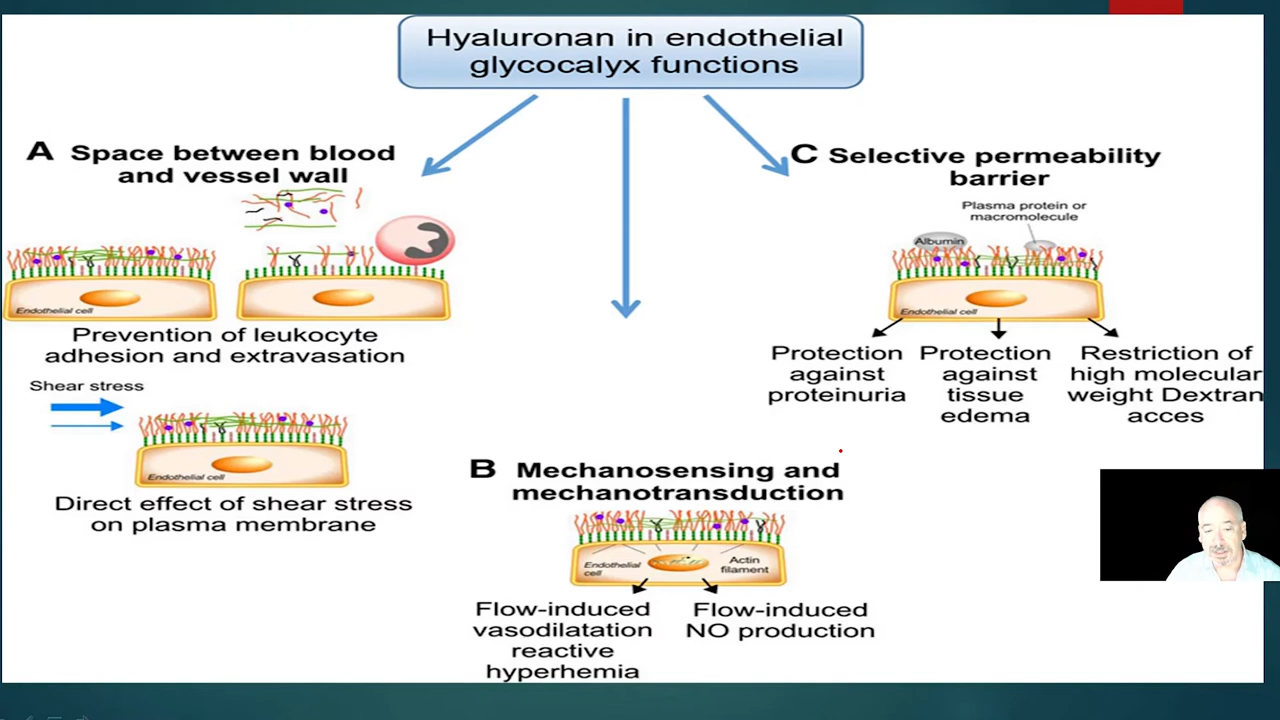 Hyaluronan in endothelial
glycocalyx functions
A Space between blood
and vessel wall
Endothelial cell
Prevention of leukocyte
adhesion and extravasation
Shear stress
Endothelial cell
Direct effect of shear stress
on plasma membrane
B Mechanosensing and
mechanotransduction
Endothelial
cell
Actin
filament
Flow-induced
vasodilatation
reactive
hyperhemia
Flow-induced
NO production
C Selective permeability
barrier
Plasma protein or
macromolecule
Albumin
Endothelial cell
Protection
against
proteinuria
Protection
against
tissue
edema
Restriction of
high molecular
weight Dextran
acces